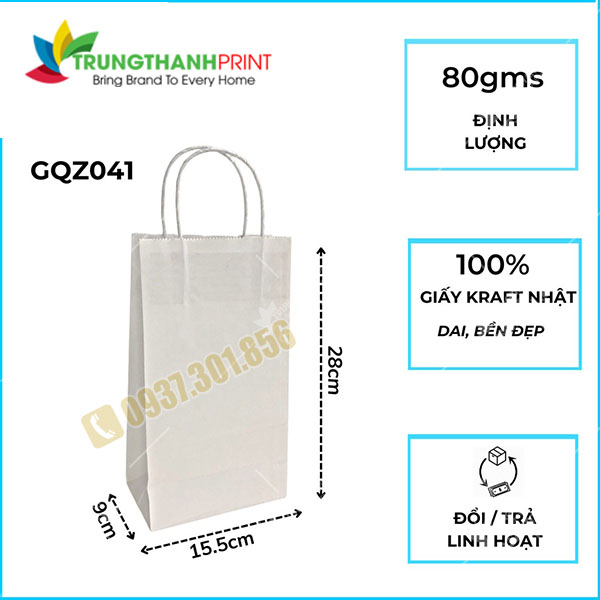 TRUNGTHANHPRINT
Bring Brand To Every Home
GQZ041
80gms
ĐỊNH
LƯỢNG
100%
GIẤY KRAFT NHẬT
DAI, BỀN ĐẸP
28cm
0937.301.856
9cm
15.5cm
ĐỔI / TRẢ
LINH HOẠT